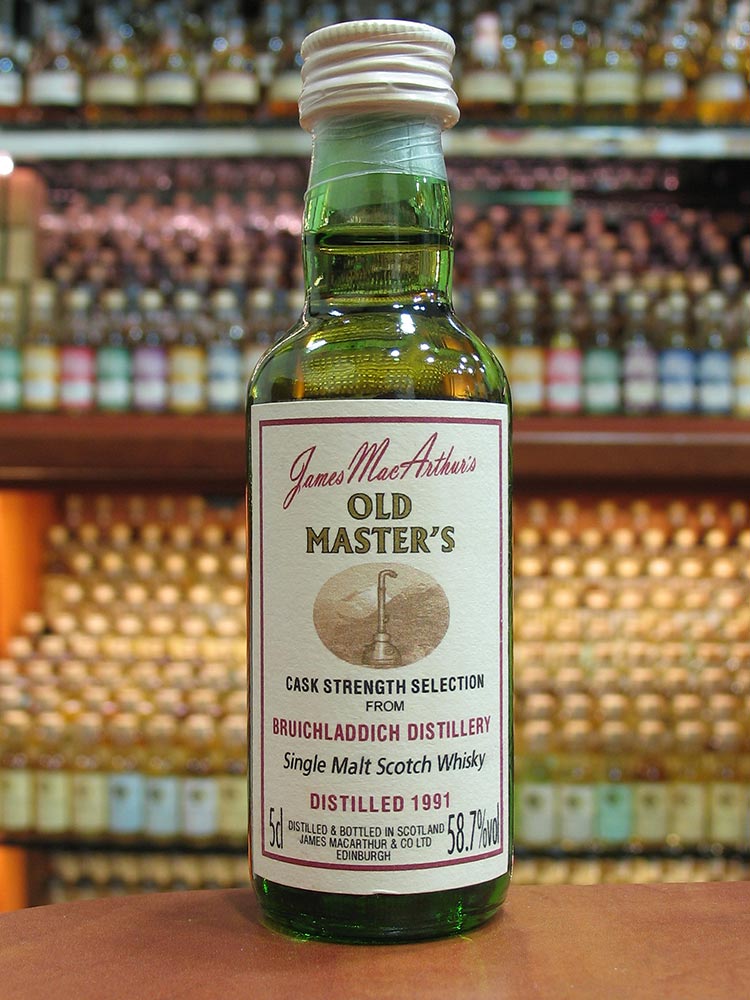 James MacArthur's
OLD
MASTER'S
CASK STRENGTH SELECTION
FROM
BRUICHLADDICH DISTILLERY
Single Malt Scotch Whisky
DISTILLED 1991
5cl
DISTILLED & BOTTLED IN SCOTLAND
JAMES MACARTHUR & CO LTD
EDINBURGH
58.7%vol